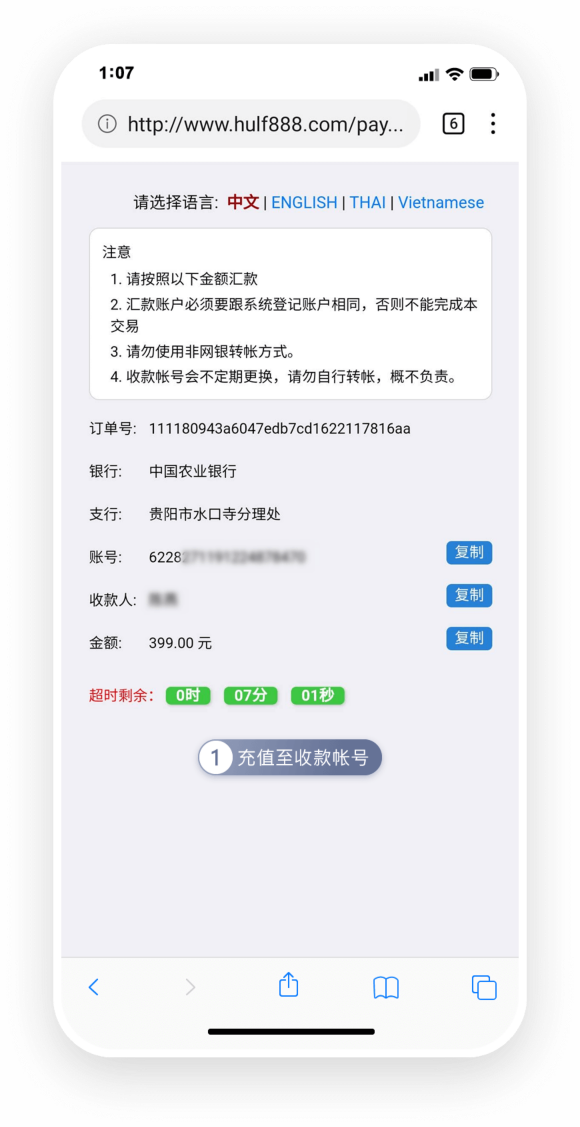 1:07
http://www.hulf888.com/pay...
6
请选择语言: 中文 | ENGLISH | THAI | Vietnamese
注意
1. 请按照以下金额汇款
2. 汇款账户必须要跟系统登记账户相同，否则不能完成本
交易
3. 请勿使用非网银转帐方式。
4. 收款帐号会不定期更换，请勿自行转帐，概不负责。
订单号: 111180943a6047edb7cd1622117816aa
银行: 中国农业银行
支行: 贵阳市水口寺分理处
账号: 6228 复制
收款人: 复制
金额: 399.00 元 复制
超时剩余: 0时 07分 01秒
1 充值至收款帐号